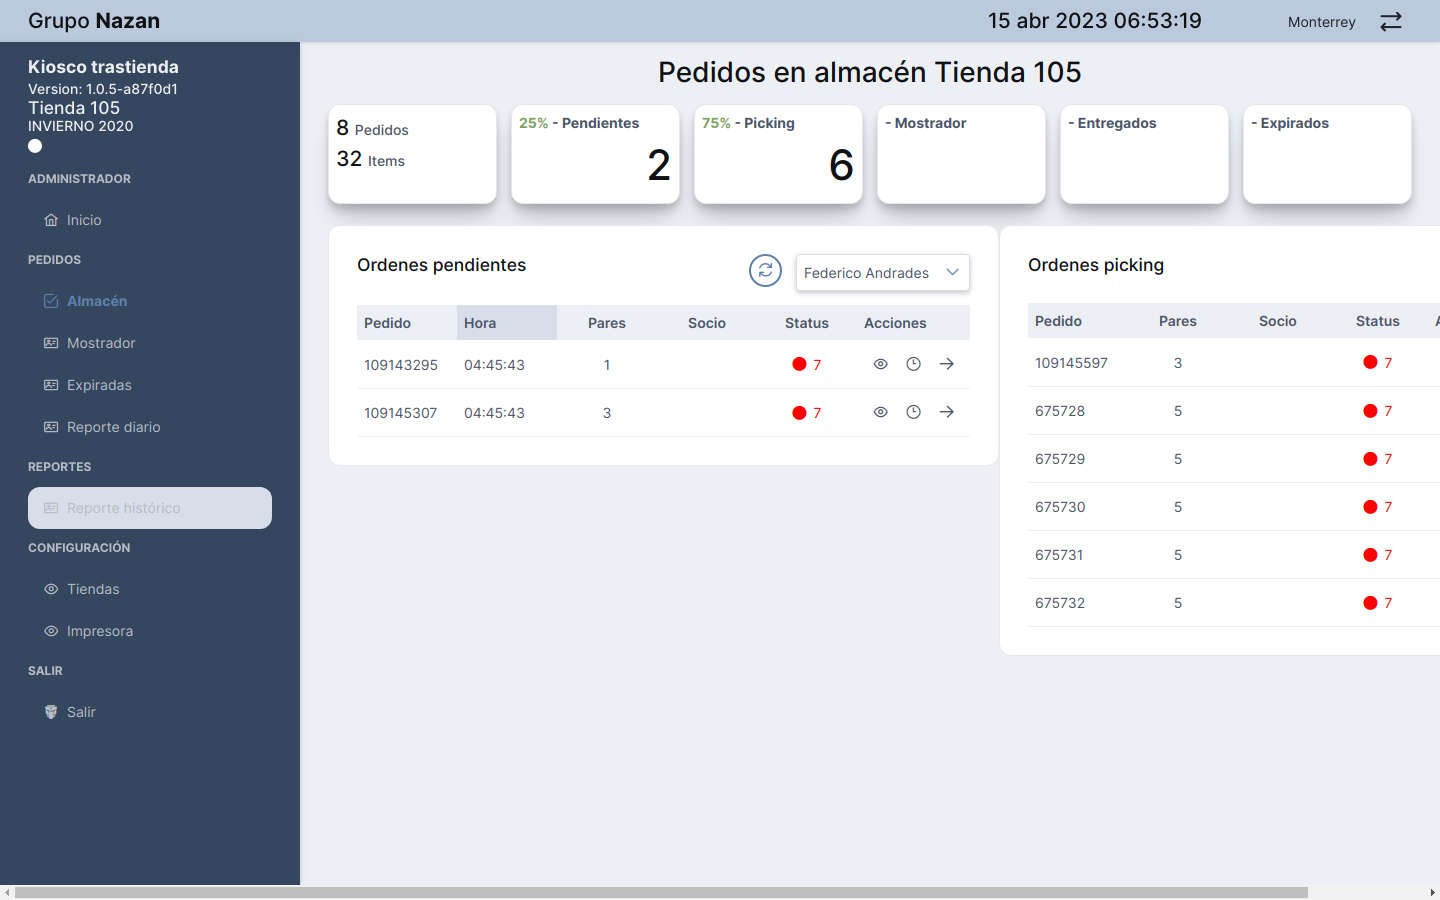 Grupo Nazan
15 abr 2023 06:53:19
Monterrey
Kiosco trastienda
Version: 1.0.5-a87f0d1
Tienda 105
INVIERNO 2020
ADMINISTRADOR
Inicio
PEDIDOS
Almacén
Mostrador
Expiradas
Reporte diario
REPORTES
Reporte histórico
CONFIGURACIÓN
Tiendas
Impresora
SALIR
Salir
Pedidos en almacén Tienda 105
8 Pedidos
32 Items
25% - Pendientes
2
75% - Picking
6
- Mostrador
- Entregados
- Expirados
Ordenes pendientes
Federico Andrades
Pedido Hora Pares Socio Status Acciones
109143295 04:45:43 1 7
109145307 04:45:43 3 7
Ordenes picking
Pedido Pares Socio Status
109145597 3 7
675728 5 7
675729 5 7
675730 5 7
675731 5 7
675732 5 7